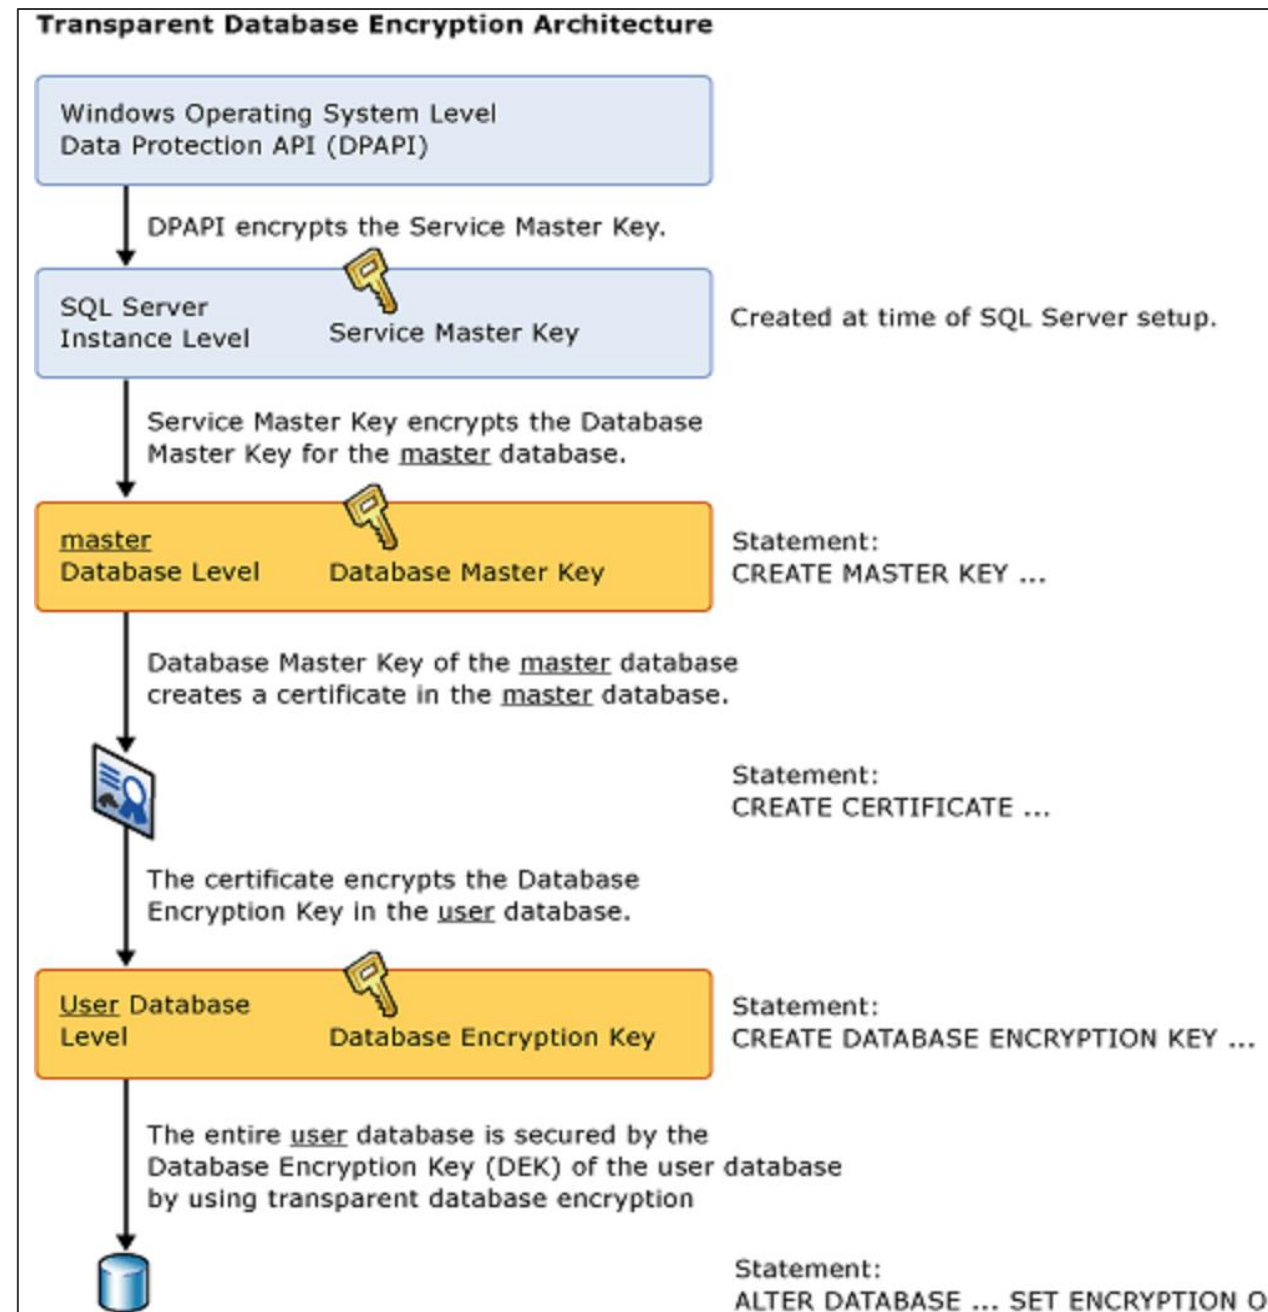 Transparent Database Encryption Architecture
Windows Operating System Level
Data Protection API (DPAPI)
DPAPI encrypts the Service Master Key.
SQL Server
Instance Level
Service Master Key
Created at time of SQL Server setup.
Service Master Key encrypts the Database
Master Key for the master database.
master
Database Level
Database Master Key
Statement:
CREATE MASTER KEY ...
Database Master Key of the master database
creates a certificate in the master database.
Statement:
CREATE CERTIFICATE ...
The certificate encrypts the Database
Encryption Key in the user database.
User Database
Level
Database Encryption Key
Statement:
CREATE DATABASE ENCRYPTION KEY ...
The entire user database is secured by the
Database Encryption Key (DEK) of the user database
by using transparent database encryption
Statement:
ALTER DATABASE ... SET ENCRYPTION